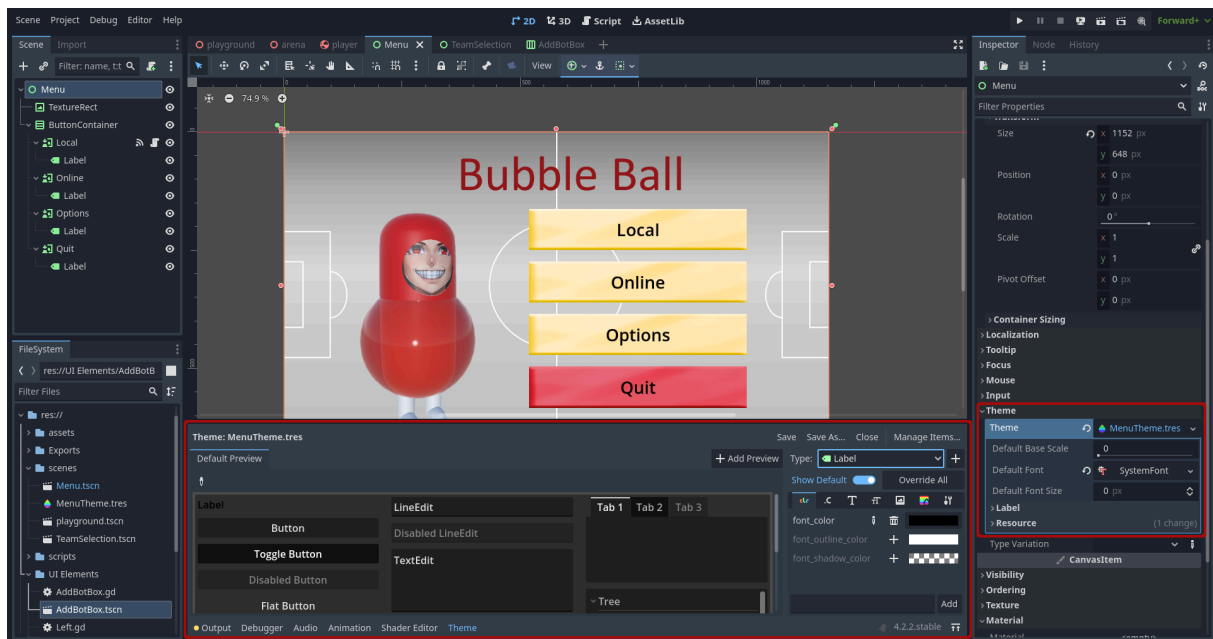 Scene Project Debug Editor Help
2D 3D Script AssetLib
Forward+
Scene Import
playground arena player Menu TeamSelection AddBotBox
Inspector Node History
Filter: name, t:t
View
Menu
TextureRect
ButtonContainer
Local
Label
Online
Label
Options
Label
Quit
Label
74.9 %
0
500
1000
500
Bubble Ball
Local
Online
Options
Quit
Menu
Filter Properties
Size
x 1152 px
y 648 px
Position
x 0 px
y 0 px
Rotation
0 °
Scale
x 1
y 1
Pivot Offset
x 0 px
y 0 px
Container Sizing
Localization
Tooltip
Focus
Mouse
Input
Theme
Theme MenuTheme.tres
Default Base Scale 0
Default Font SystemFont
Default Font Size 0 px
Label
Resource (1 change)
Type Variation
CanvasItem
Visibility
Ordering
Texture
Material
FileSystem
res://UI Elements/AddBotB
Filter Files
res://
assets
Exports
scenes
Menu.tscn
MenuTheme.tres
playground.tscn
TeamSelection.tscn
scripts
UI Elements
AddBotBox.gd
AddBotBox.tscn
Left.gd
Theme: MenuTheme.tres
Save Save As... Close Manage Items...
Default Preview
Add Preview
Type: Label
Show Default Override All
Label
Button
Toggle Button
Disabled Button
Flat Button
LineEdit
Disabled LineEdit
TextEdit
Tab 1 Tab 2 Tab 3
Tree
font_color
font_outline_color
font_shadow_color
Add
Output Debugger Audio Animation Shader Editor Theme
4.2.2.stable